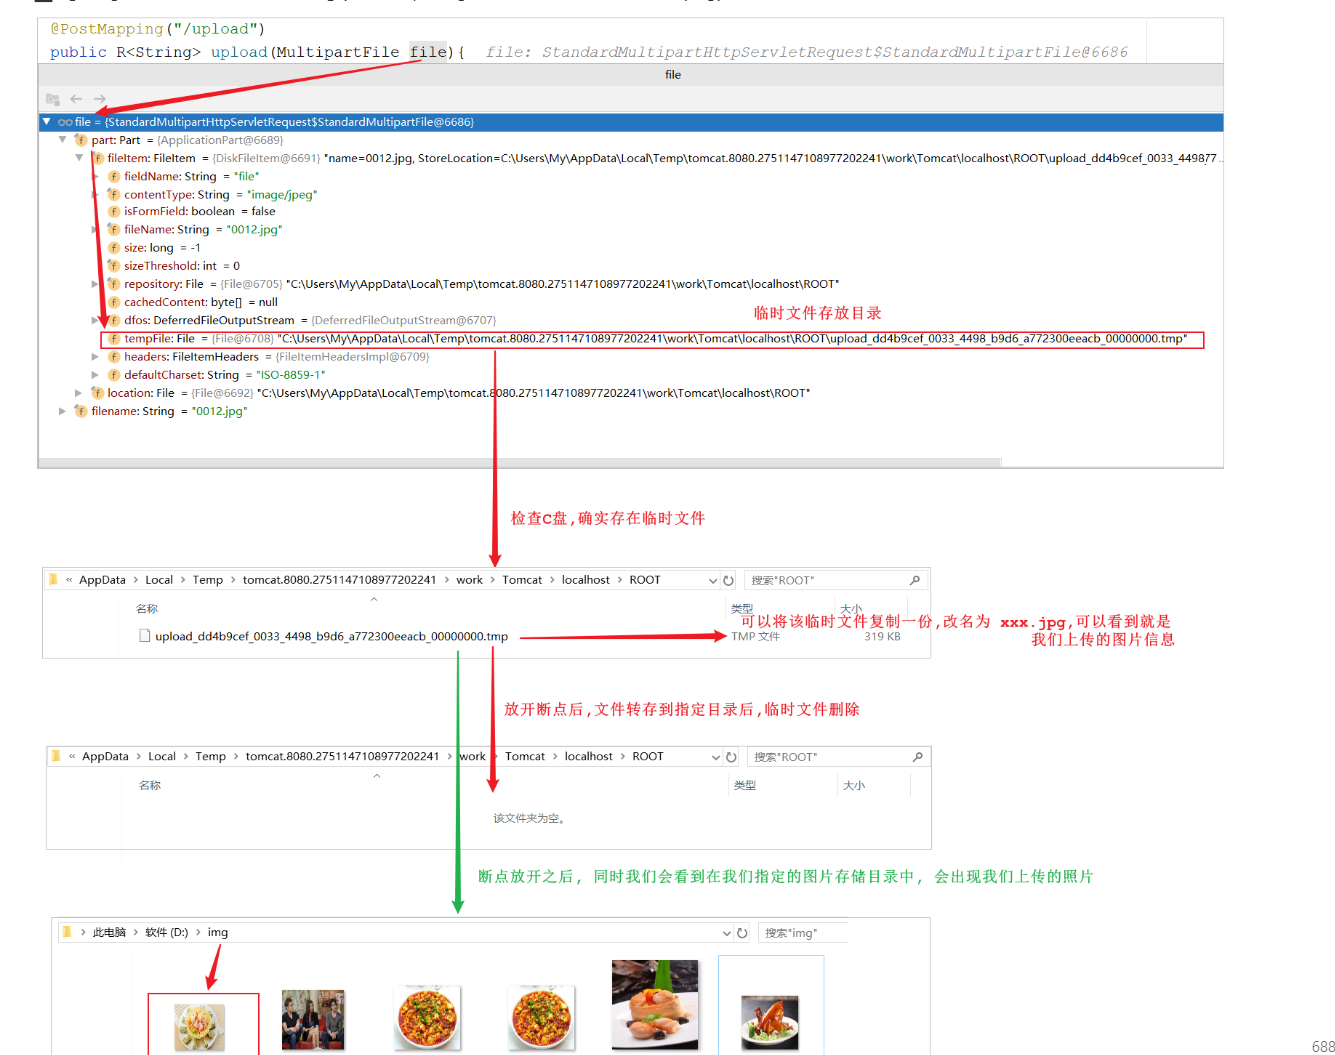 @PostMapping("/upload")
public R<String> upload(MultipartFile file){ file: StandardMultipartHttpServletRequest$StandardMultipartFile@6686
file
file = {StandardMultipartHttpServletRequest$StandardMultipartFile@6686}
part: Part = {ApplicationPart@6689}
fileItem: FileItem = {DiskFileItem@6691} "name=0012.jpg, StoreLocation=C:\Users\My\AppData\Local\Temp\tomcat.8080.2751147108977202241\work\Tomcat\localhost\ROOT\upload_dd4b9cef_0033_449877 ...
fieldName: String = "file"
contentType: String = "image/jpeg"
isFormField: boolean = false
fileName: String = "0012.jpg"
size: long = -1
sizeThreshold: int = 0
repository: File = {File@6705} "C:\Users\My\AppData\Local\Temp\tomcat.8080.2751147108977202241\work\Tomcat\localhost\ROOT"
cachedContent: byte[] = null
临时文件存放目录
dfos: DeferredFileOutputStream = {DeferredFileOutputStream@6707}
tempFile: File = {File@6708} "C:\Users\My\AppData\Local\Temp\tomcat.8080.2751147108977202241\work\Tomcat\localhost\ROOT\upload_dd4b9cef_0033_4498_b9d6_a772300eeacb_00000000.tmp"
headers: FileItemHeaders = {FileItemHeadersImpl@6709}
defaultCharset: String = "ISO-8859-1"
location: File = {File@6692} "C:\Users\My\AppData\Local\Temp\tomcat.8080.2751147108977202241\work\Tomcat\localhost\ROOT"
filename: String = "0012.jpg"
检查C盘,确实存在临时文件
« AppData > Local > Temp > tomcat.8080.2751147108977202241 > work > Tomcat > localhost > ROOT 搜索"ROOT"
名称 类型 大小
可以将该临时文件复制一份,改名为 xxx.jpg,可以看到就是
我们上传的图片信息
upload_dd4b9cef_0033_4498_b9d6_a772300eeacb_00000000.tmp TMP 文件 319 KB
放开断点后,文件转存到指定目录后,临时文件删除
« AppData > Local > Temp > tomcat.8080.2751147108977202241 > work > Tomcat > localhost > ROOT 搜索"ROOT"
名称 类型 大小
该文件夹为空。
断点放开之后, 同时我们会看到在我们指定的图片存储目录中, 会出现我们上传的照片
> 此电脑 > 软件 (D:) > img 搜索"img"
688